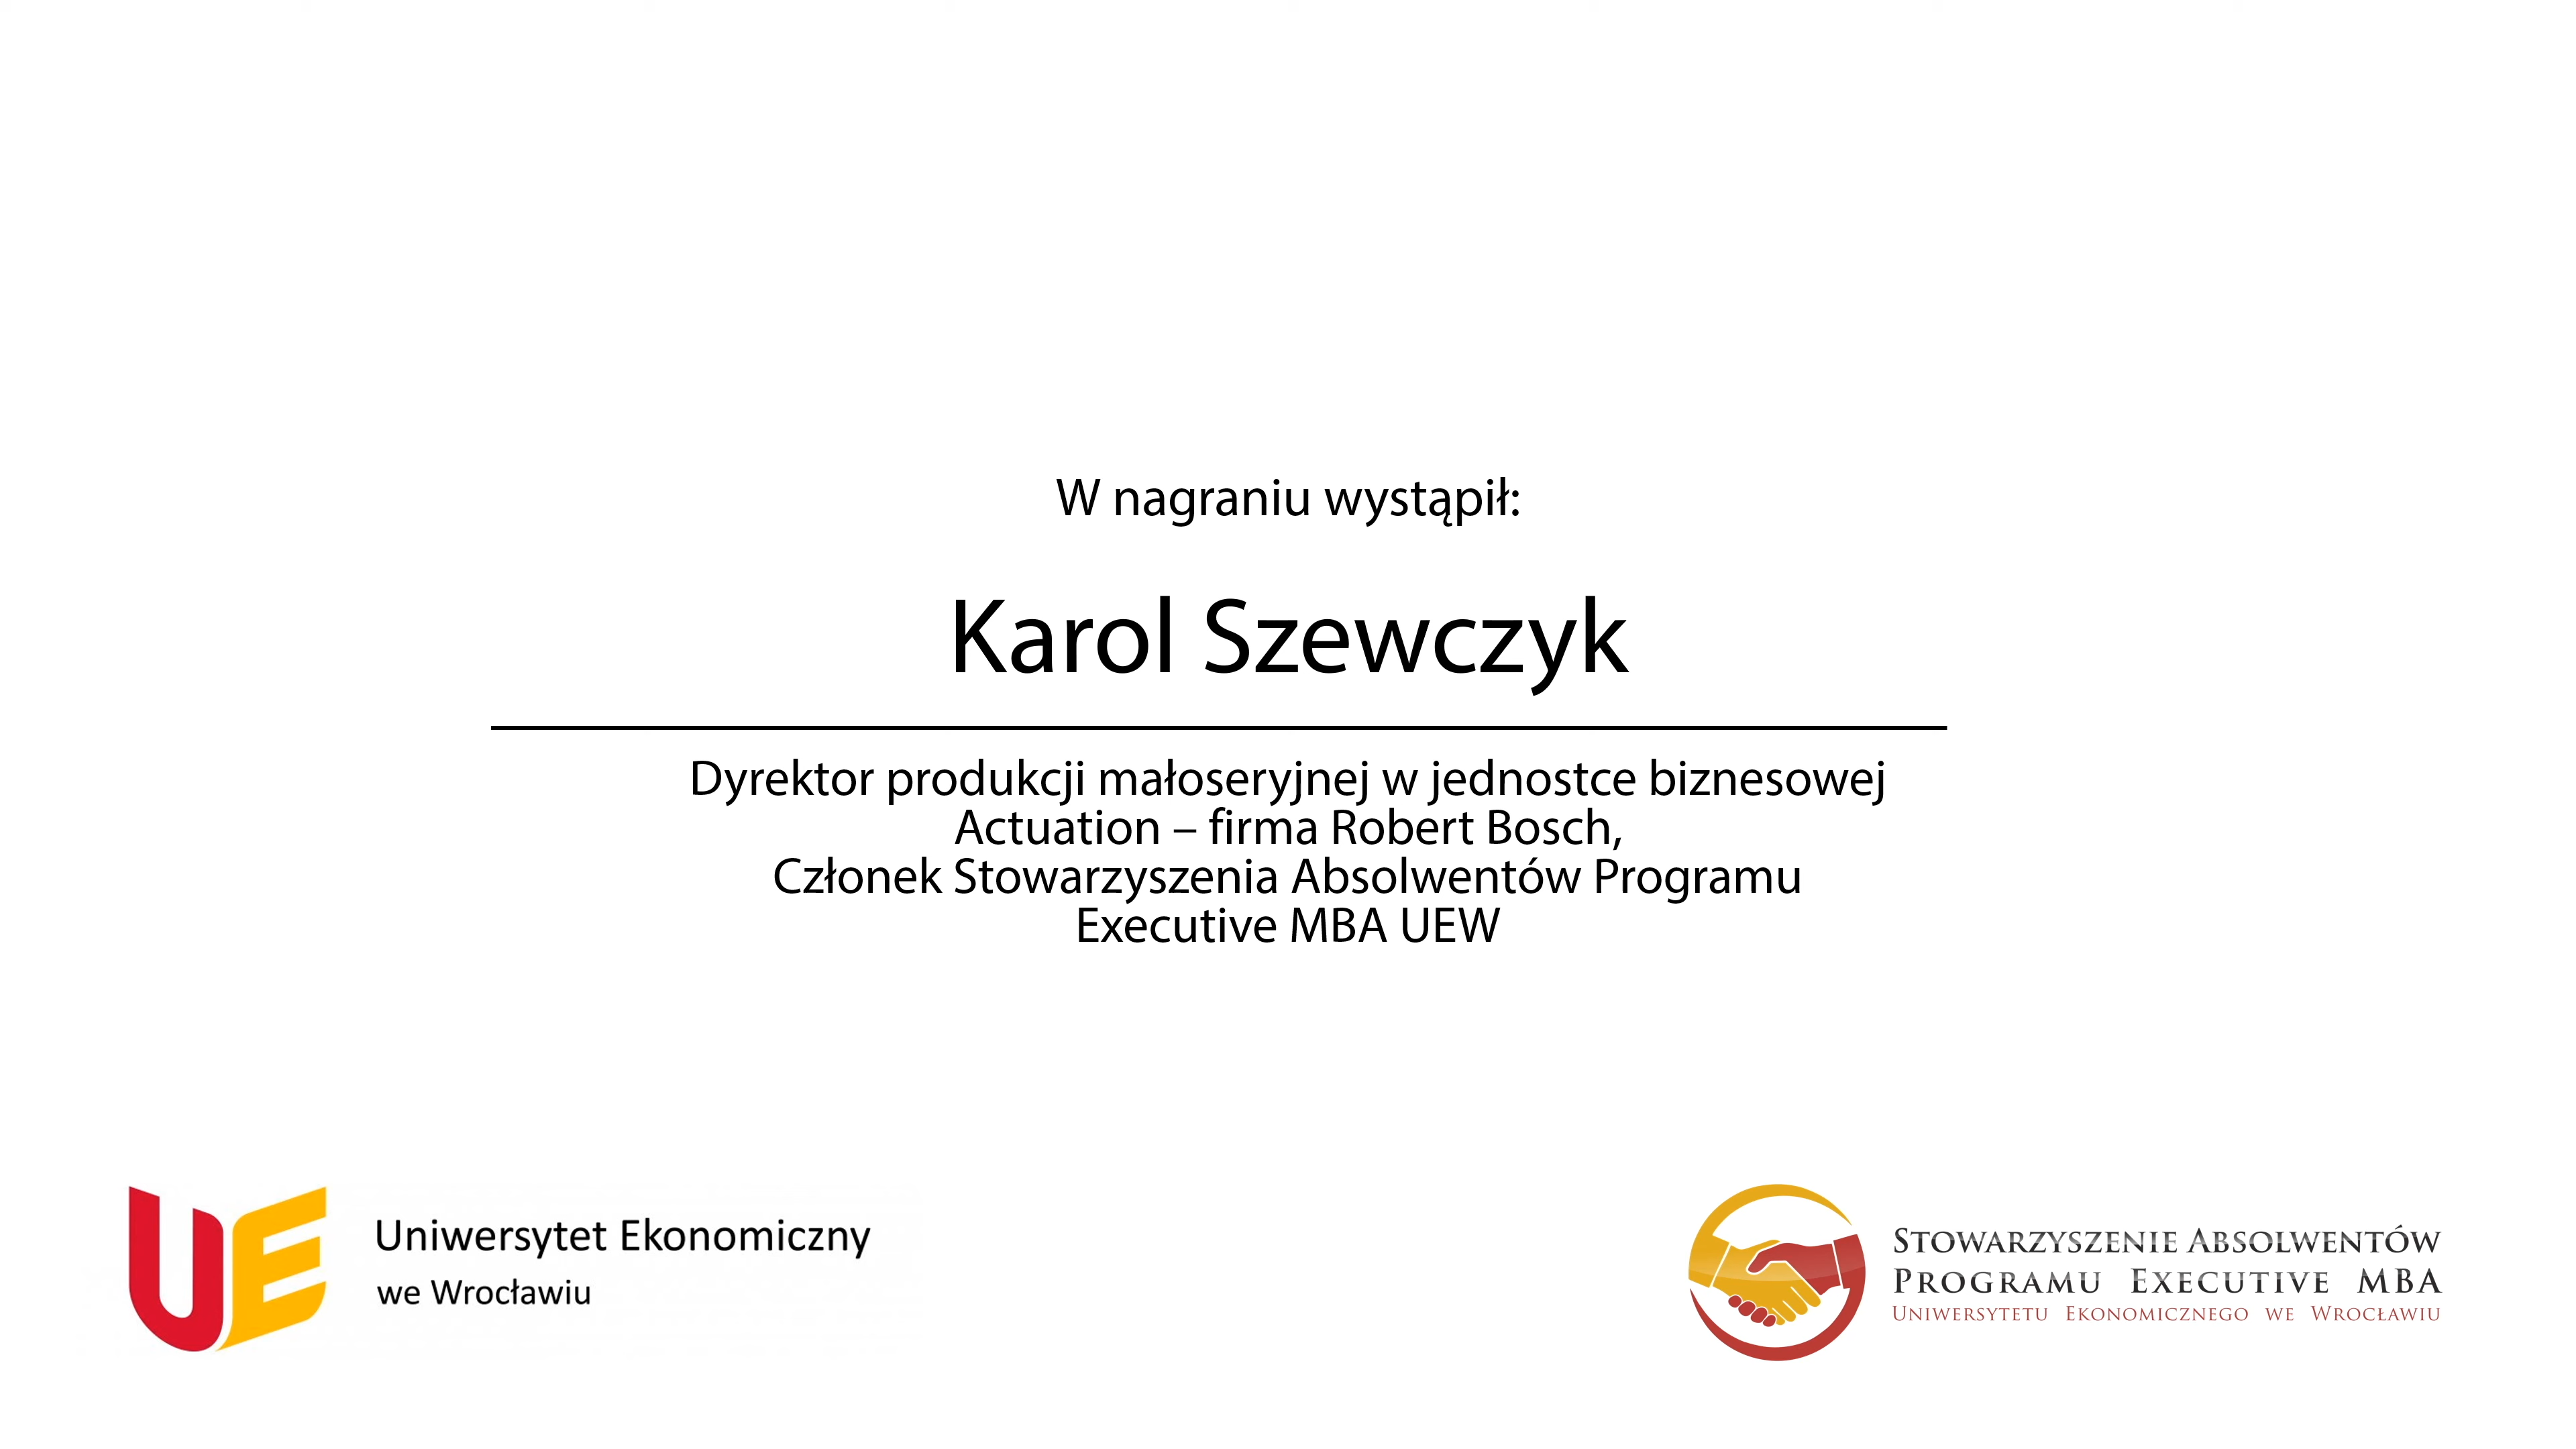 W nagraniu wystąpił:
Karol Szewczyk
Dyrektor produkcji małoseryjnej w jednostce biznesowej
Actuation – firma Robert Bosch,
Członek Stowarzyszenia Absolwentów Programu
Executive MBA UEW
UE
Uniwersytet Ekonomiczny
we Wrocławiu
STOWARZYSZENIE ABSOLWENTÓW
PROGRAMU EXECUTIVE MBA
UNIWERSYTETU EKONOMICZNEGO WE WROCŁAWIU